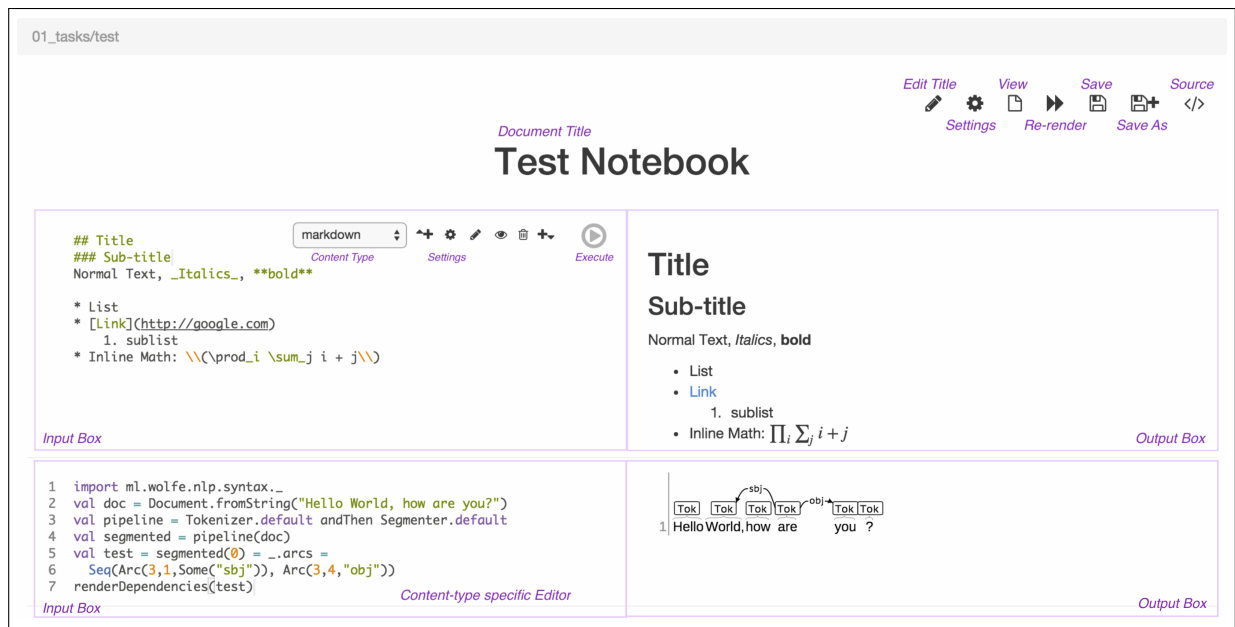 01_tasks/test
Edit Title View Save Source
Settings Re-render Save As
Document Title
Test Notebook
## Title
### Sub-title
Normal Text, _Italics_, **bold**
* List
* [Link](http://google.com)
1. sublist
* Inline Math: \\(\prod_i \sum_j i + j\\)
markdown
Content Type Settings Execute
Input Box
Title
Sub-title
Normal Text, Italics, bold
• List
• Link
1. sublist
• Inline Math: ∏i ∑j i + j
Output Box
1 import ml.wolfe.nlp.syntax._
2 val doc = Document.fromString("Hello World, how are you?")
3 val pipeline = Tokenizer.default andThen Segmenter.default
4 val segmented = pipeline(doc)
5 val test = segmented(0) = _.arcs =
6 Seq(Arc(3,1,Some("sbj")), Arc(3,4,"obj"))
7 renderDependencies(test)
Content-type specific Editor
Input Box
sbj obj
Tok Tok Tok Tok Tok Tok
1 Hello World, how are you ?
Output Box